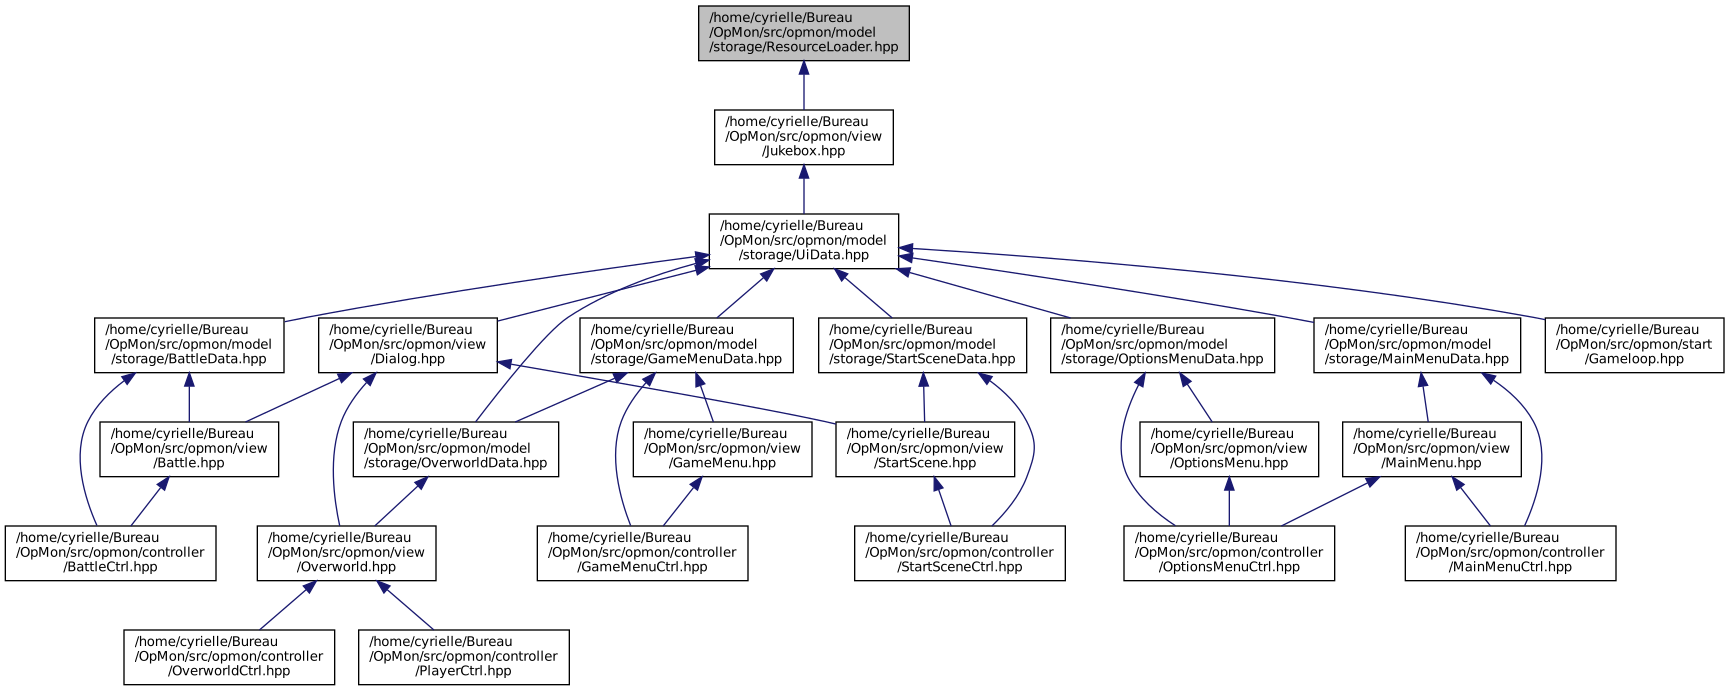 /home/cyrielle/Bureau
/OpMon/src/opmon/model
/storage/ResourceLoader.hpp
/home/cyrielle/Bureau
/OpMon/src/opmon/view
/Jukebox.hpp
/home/cyrielle/Bureau
/OpMon/src/opmon/model
/storage/UiData.hpp
/home/cyrielle/Bureau
/OpMon/src/opmon/model
/storage/BattleData.hpp
/home/cyrielle/Bureau
/OpMon/src/opmon/view
/Dialog.hpp
/home/cyrielle/Bureau
/OpMon/src/opmon/model
/storage/GameMenuData.hpp
/home/cyrielle/Bureau
/OpMon/src/opmon/model
/storage/StartSceneData.hpp
/home/cyrielle/Bureau
/OpMon/src/opmon/model
/storage/OptionsMenuData.hpp
/home/cyrielle/Bureau
/OpMon/src/opmon/model
/storage/MainMenuData.hpp
/home/cyrielle/Bureau
/OpMon/src/opmon/start
/Gameloop.hpp
/home/cyrielle/Bureau
/OpMon/src/opmon/view
/Battle.hpp
/home/cyrielle/Bureau
/OpMon/src/opmon/model
/storage/OverworldData.hpp
/home/cyrielle/Bureau
/OpMon/src/opmon/view
/GameMenu.hpp
/home/cyrielle/Bureau
/OpMon/src/opmon/view
/StartScene.hpp
/home/cyrielle/Bureau
/OpMon/src/opmon/view
/OptionsMenu.hpp
/home/cyrielle/Bureau
/OpMon/src/opmon/view
/MainMenu.hpp
/home/cyrielle/Bureau
/OpMon/src/opmon/controller
/BattleCtrl.hpp
/home/cyrielle/Bureau
/OpMon/src/opmon/view
/Overworld.hpp
/home/cyrielle/Bureau
/OpMon/src/opmon/controller
/GameMenuCtrl.hpp
/home/cyrielle/Bureau
/OpMon/src/opmon/controller
/StartSceneCtrl.hpp
/home/cyrielle/Bureau
/OpMon/src/opmon/controller
/OptionsMenuCtrl.hpp
/home/cyrielle/Bureau
/OpMon/src/opmon/controller
/MainMenuCtrl.hpp
/home/cyrielle/Bureau
/OpMon/src/opmon/controller
/OverworldCtrl.hpp
/home/cyrielle/Bureau
/OpMon/src/opmon/controller
/PlayerCtrl.hpp